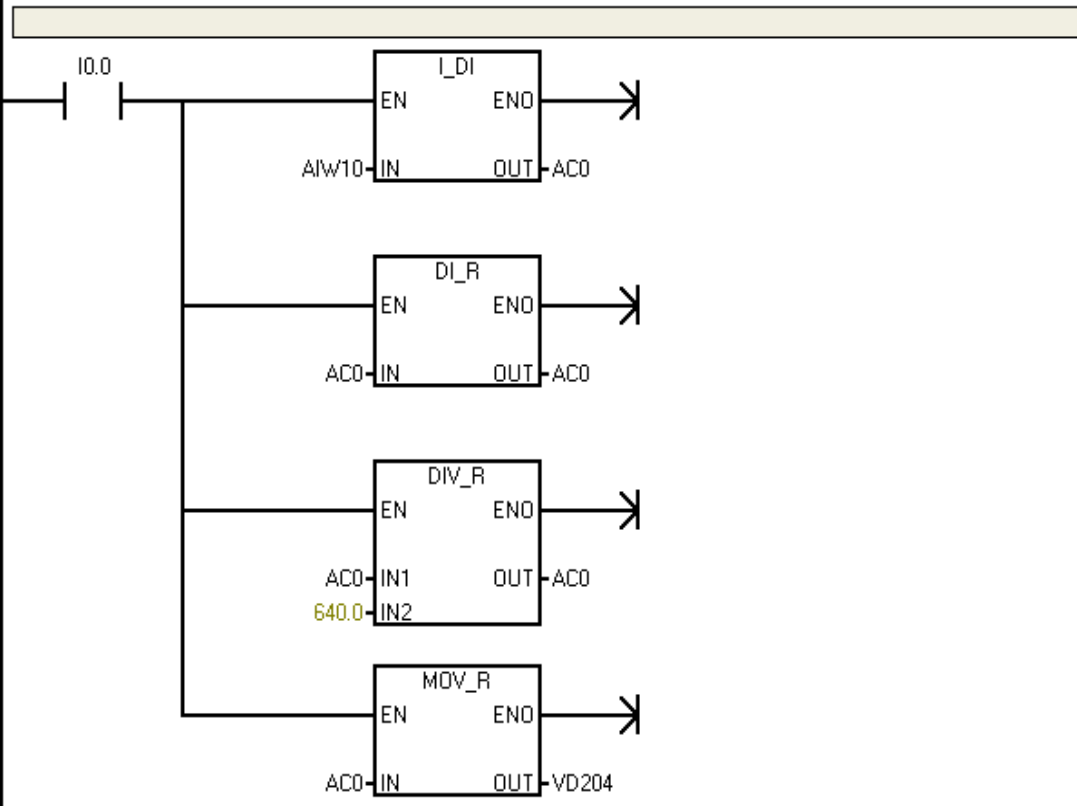 I0.0
I_DI
EN ENO
AIW10 IN OUT AC0
DI_R
EN ENO
AC0 IN OUT AC0
DIV_R
EN ENO
AC0 IN1 OUT AC0
640.0 IN2
MOV_R
EN ENO
AC0 IN OUT VD204